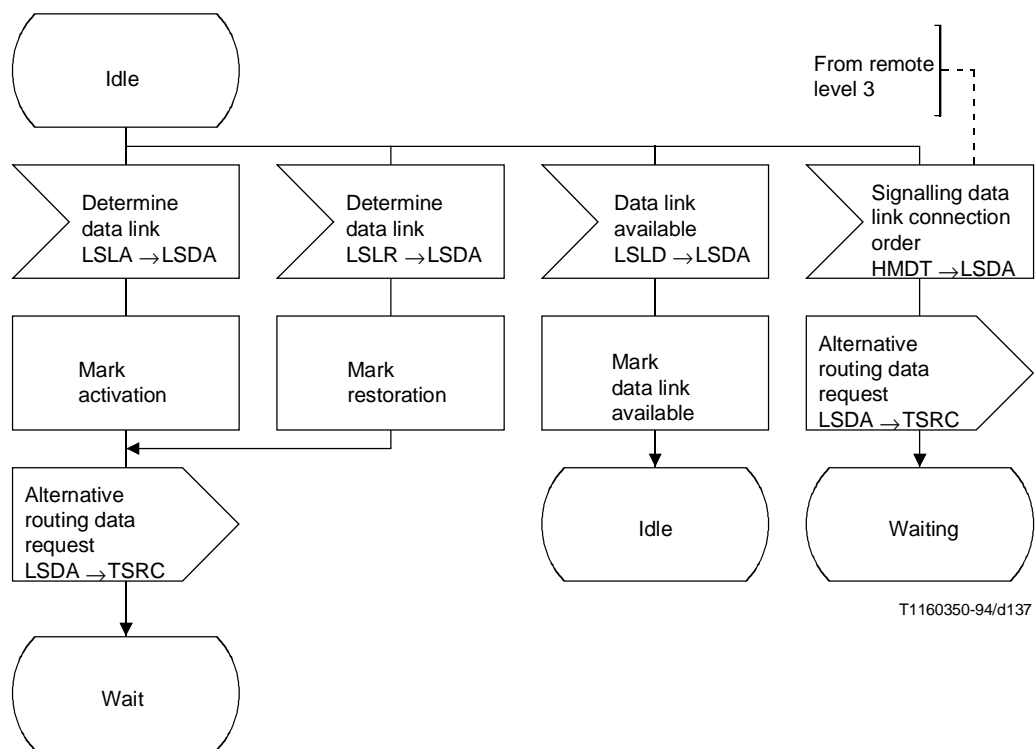 Idle
From remote
level 3
Determine
data link
LSLA → LSDA
Determine
data link
LSLR → LSDA
Data link
available
LSLD → LSDA
Signalling data
link connection
order
HMDT → LSDA
Mark
activation
Mark
restoration
Mark
data link
available
Alternative
routing data
request
LSDA → TSRC
Alternative
routing data
request
LSDA → TSRC
Idle
Waiting
T1160350-94/d137
Wait